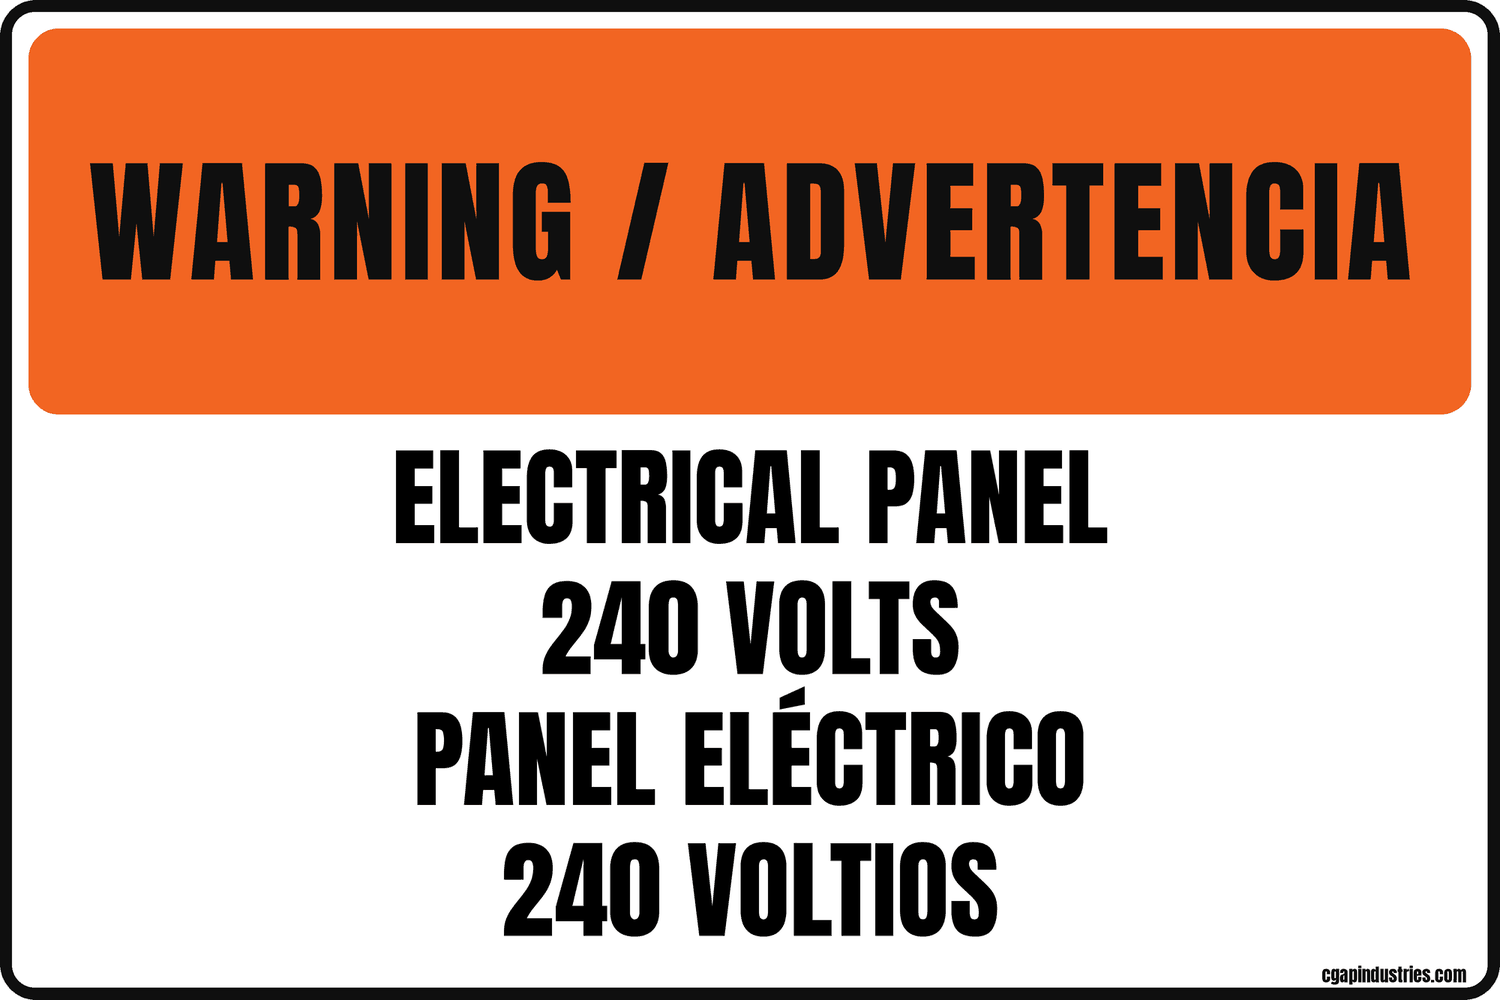 WARNING / ADVERTENCIA
ELECTRICAL PANEL
240 VOLTS
PANEL ELÉCTRICO
240 VOLTIOS
cgapindustries.com